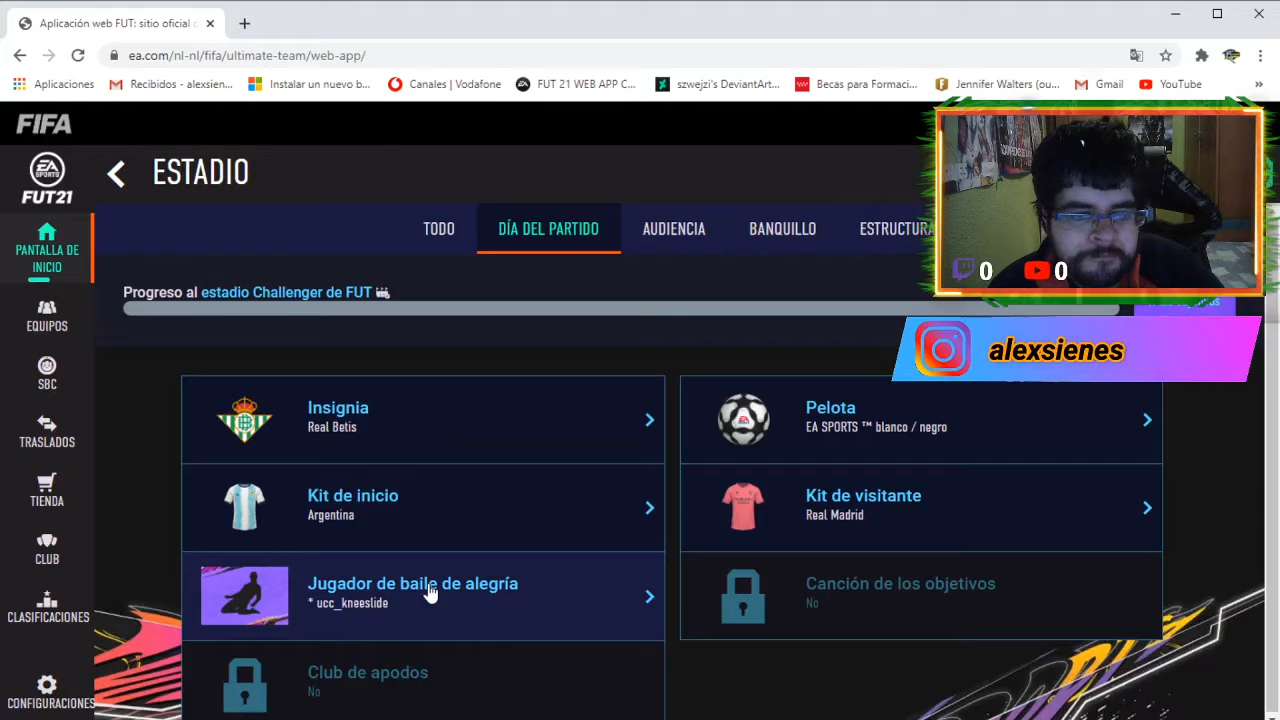 Aplicación web FUT: sitio oficial
ea.com/nl-nl/fifa/ultimate-team/web-app/
Aplicaciones
Recibidos - alexsien...
Instalar un nuevo b...
Canales | Vodafone
FUT 21 WEB APP C...
szwejzi's DeviantArt...
Becas para Formaci...
Jennifer Walters (ou...
Gmail
YouTube
»
FIFA
EA SPORTS
FUT21
ESTADIO
TODO
DÍA DEL PARTIDO
AUDIENCIA
BANQUILLO
ESTRUCTURA
PANTALLA DE
INICIO
EQUIPOS
SBC
TRASLADOS
TIENDA
CLUB
CLASIFICACIONES
CONFIGURACIONES
Progreso al estadio Challenger de FUT
0
0
alexsienes
Insignia
Real Betis
Pelota
EA SPORTS ™ blanco / negro
Kit de inicio
Argentina
Kit de visitante
Real Madrid
Jugador de baile de alegría
* ucc_kneeslide
Canción de los objetivos
No
Club de apodos
No